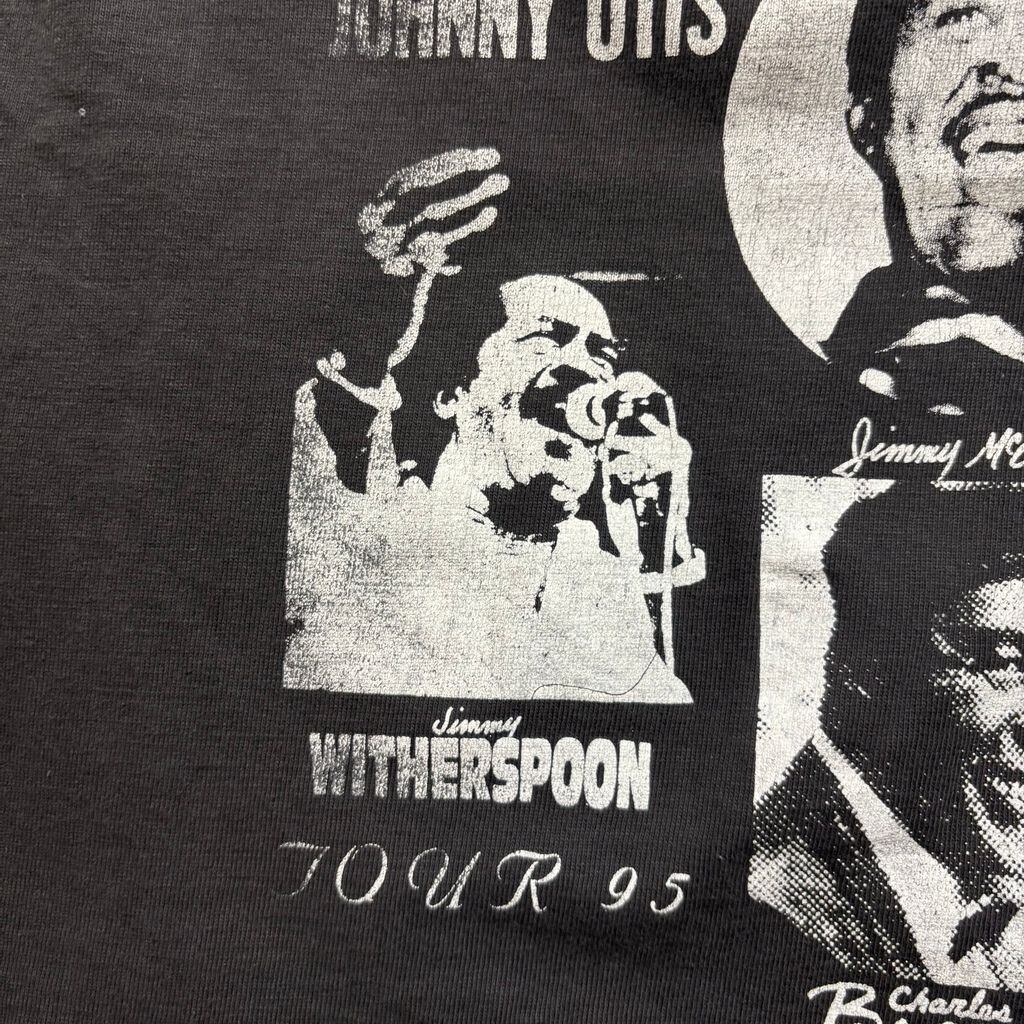 JOHNNY OTIS
Jimmy
Jimmy
WITHERSPOON
TOUR 95
Charles